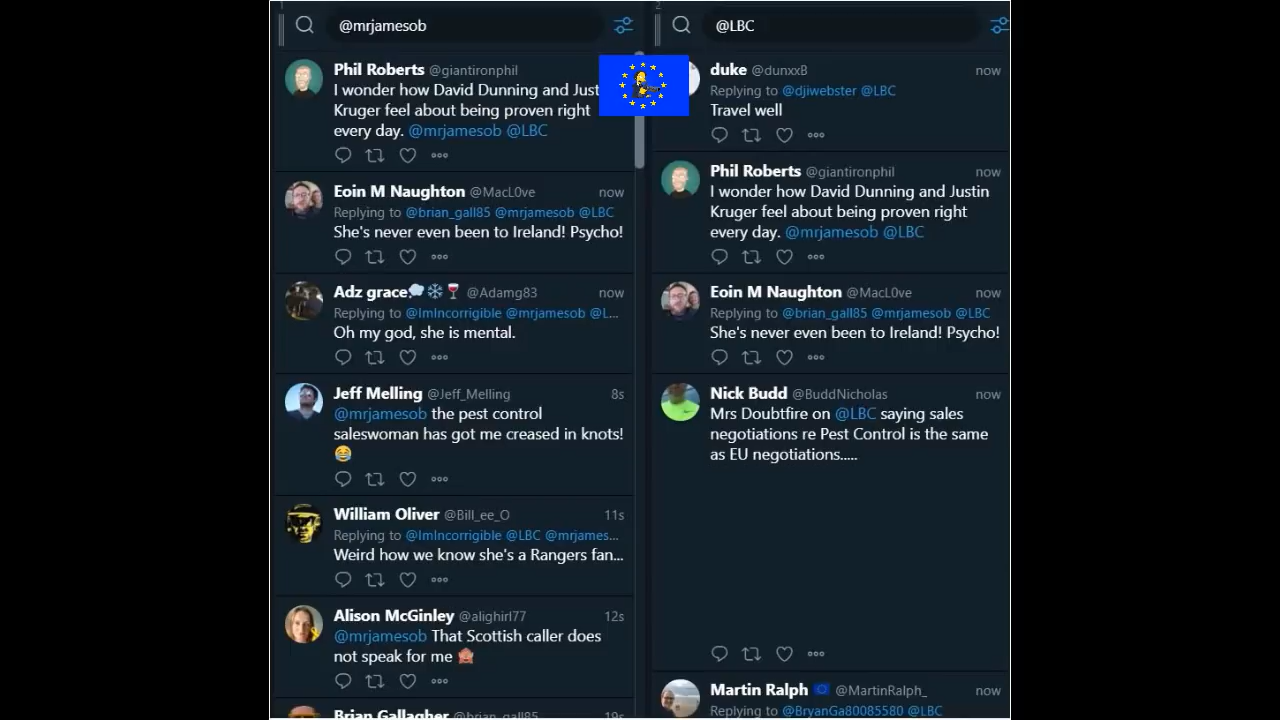 1
@mrjamesob
Phil Roberts @giantironphil
I wonder how David Dunning and Just
Kruger feel about being proven right
every day. @mrjamesob @LBC
Eoin M Naughton @MacL0ve now
Replying to @brian_gall85 @mrjamesob @LBC
She's never even been to Ireland! Psycho!
Adz grace @Adamg83 now
Replying to @ImIncorrigible @mrjamesob @L...
Oh my god, she is mental.
Jeff Melling @Jeff_Melling 8s
@mrjamesob the pest control
saleswoman has got me creased in knots!
William Oliver @Bill_ee_O 11s
Replying to @ImIncorrigible @LBC @mrjames...
Weird how we know she's a Rangers fan...
Alison McGinley @alighirl77 12s
@mrjamesob That Scottish caller does
not speak for me
Brian Gallagher @brian_gall85 19s
2
@LBC
duke @dunxxB now
Replying to @djiwebster @LBC
Travel well
Phil Roberts @giantironphil now
I wonder how David Dunning and Justin
Kruger feel about being proven right
every day. @mrjamesob @LBC
Eoin M Naughton @MacL0ve now
Replying to @brian_gall85 @mrjamesob @LBC
She's never even been to Ireland! Psycho!
Nick Budd @BuddNicholas now
Mrs Doubtfire on @LBC saying sales
negotiations re Pest Control is the same
as EU negotiations.....
Martin Ralph @MartinRalph_ now
Replying to @BryanGa80085580 @LBC